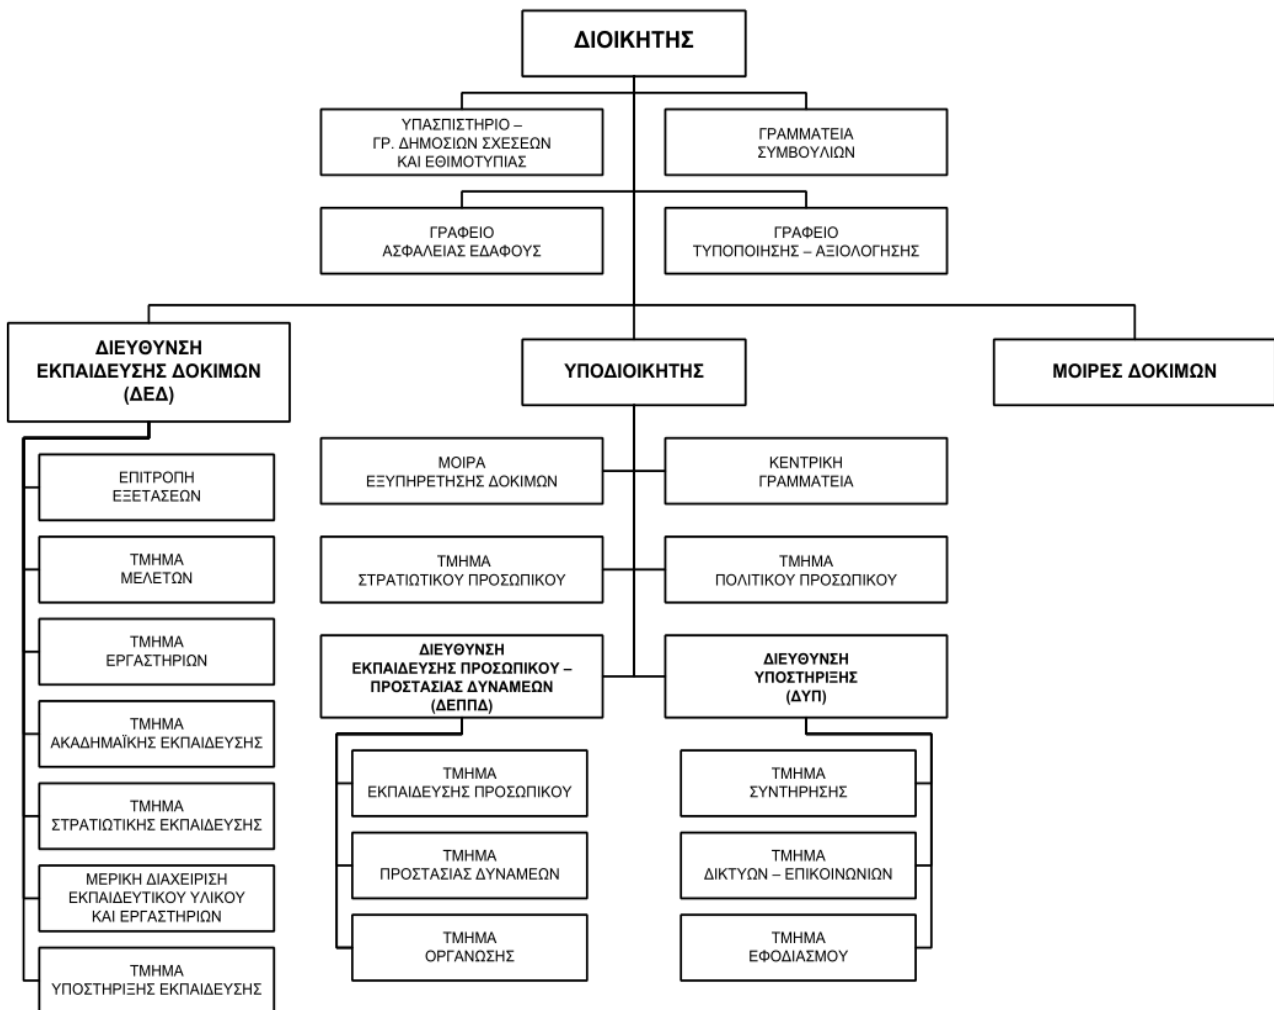 ΔΙΟΙΚΗΤΗΣ
ΥΠΑΣΠΙΣΤΗΡΙΟ –
ΓΡ. ΔΗΜΟΣΙΩΝ ΣΧΕΣΕΩΝ
ΚΑΙ ΕΘΙΜΟΤΥΠΙΑΣ
ΓΡΑΜΜΑΤΕΙΑ
ΣΥΜΒΟΥΛΙΩΝ
ΓΡΑΦΕΙΟ
ΑΣΦΑΛΕΙΑΣ ΕΔΑΦΟΥΣ
ΓΡΑΦΕΙΟ
ΤΥΠΟΠΟΙΗΣΗΣ – ΑΞΙΟΛΟΓΗΣΗΣ
ΔΙΕΥΘΥΝΣΗ
ΕΚΠΑΙΔΕΥΣΗΣ ΔΟΚΙΜΩΝ
(ΔΕΔ)
ΥΠΟΔΙΟΙΚΗΤΗΣ
ΜΟΙΡΕΣ ΔΟΚΙΜΩΝ
ΕΠΙΤΡΟΠΗ
ΕΞΕΤΑΣΕΩΝ
ΤΜΗΜΑ
ΜΕΛΕΤΩΝ
ΤΜΗΜΑ
ΕΡΓΑΣΤΗΡΙΩΝ
ΤΜΗΜΑ
ΑΚΑΔΗΜΑΪΚΗΣ ΕΚΠΑΙΔΕΥΣΗΣ
ΤΜΗΜΑ
ΣΤΡΑΤΙΩΤΙΚΗΣ ΕΚΠΑΙΔΕΥΣΗΣ
ΜΕΡΙΚΗ ΔΙΑΧΕΙΡΙΣΗ
ΕΚΠΑΙΔΕΥΤΙΚΟΥ ΥΛΙΚΟΥ
ΚΑΙ ΕΡΓΑΣΤΗΡΙΩΝ
ΤΜΗΜΑ
ΥΠΟΣΤΗΡΙΞΗΣ ΕΚΠΑΙΔΕΥΣΗΣ
ΜΟΙΡΑ
ΕΞΥΠΗΡΕΤΗΣΗΣ ΔΟΚΙΜΩΝ
ΚΕΝΤΡΙΚΗ
ΓΡΑΜΜΑΤΕΙΑ
ΤΜΗΜΑ
ΣΤΡΑΤΙΩΤΙΚΟΥ ΠΡΟΣΩΠΙΚΟΥ
ΤΜΗΜΑ
ΠΟΛΙΤΙΚΟΥ ΠΡΟΣΩΠΙΚΟΥ
ΔΙΕΥΘΥΝΣΗ
ΕΚΠΑΙΔΕΥΣΗΣ ΠΡΟΣΩΠΙΚΟΥ –
ΠΡΟΣΤΑΣΙΑΣ ΔΥΝΑΜΕΩΝ
(ΔΕΠΠΔ)
ΔΙΕΥΘΥΝΣΗ
ΥΠΟΣΤΗΡΙΞΗΣ
(ΔΥΠ)
ΤΜΗΜΑ
ΕΚΠΑΙΔΕΥΣΗΣ ΠΡΟΣΩΠΙΚΟΥ
ΤΜΗΜΑ
ΠΡΟΣΤΑΣΙΑΣ ΔΥΝΑΜΕΩΝ
ΤΜΗΜΑ
ΟΡΓΑΝΩΣΗΣ
ΤΜΗΜΑ
ΣΥΝΤΗΡΗΣΗΣ
ΤΜΗΜΑ
ΔΙΚΤΥΩΝ – ΕΠΙΚΟΙΝΩΝΙΩΝ
ΤΜΗΜΑ
ΕΦΟΔΙΑΣΜΟΥ